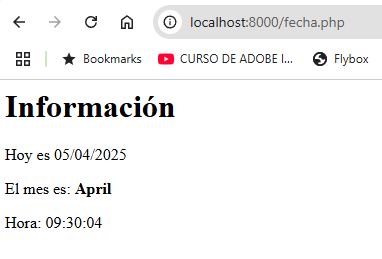 localhost:8000/fecha.php
Bookmarks CURSO DE ADOBE I... Flybox
Información
Hoy es 05/04/2025
El mes es: April
Hora: 09:30:04